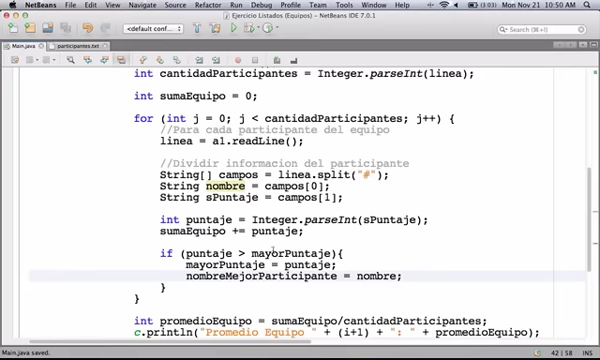 NetBeans File Edit View Navigate Source Refactor Run Debug Profile Team Tools Window Help Mon Nov 21 10:50 AM
Ejercicio Listados (Equipos) - NetBeans IDE 7.0.1
<default conf... Search (⌘+I)
Main.java participantes.txt
int cantidadParticipantes = Integer.parseInt(linea);
int sumaEquipo = 0;
for (int j = 0; j < cantidadParticipantes; j++) {
//Para cada participante del equipo
linea = a1.readLine();
//Dividir informacion del participante
String[] campos = linea.split("#");
String nombre = campos[0];
String sPuntaje = campos[1];
int puntaje = Integer.parseInt(sPuntaje);
sumaEquipo += puntaje;
if (puntaje > mayorPuntaje){
mayorPuntaje = puntaje;
nombreMejorParticipante = nombre;
}
}
int promedioEquipo = sumaEquipo/cantidadParticipantes;
c.println("Promedio Equipo " + (i+1) + ": " + promedioEquipo);
Main.java saved. 42 | 58 INS